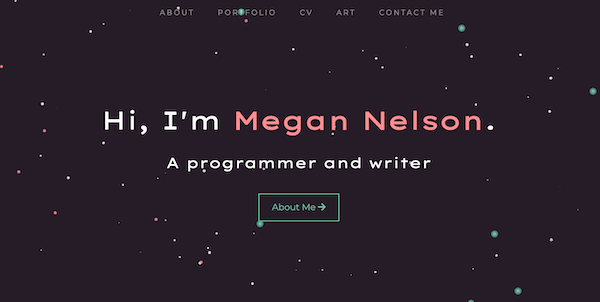 ABOUT PORTFOLIO CV ART CONTACT ME
Hi, I'm Megan Nelson.
A programmer and writer
About Me →